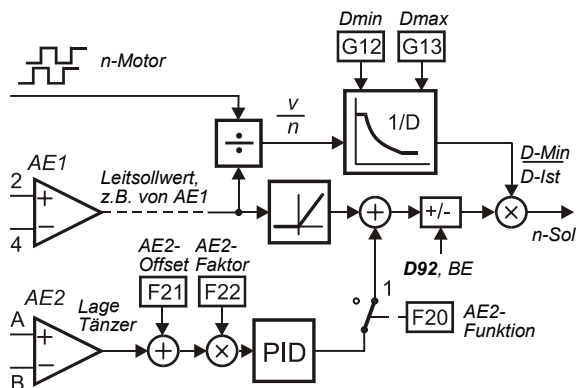 Dmin
Dmax
G12
G13
n-Motor
v
n
1/D
÷
AE1
Leitsollwert,
z.B. von AE1
2
+
4
−
D-Min
D-Ist
+
+/-
×
n-Sol
D92, BE
AE2-
Offset
AE2-
Faktor
F21
F22
1
AE2
Lage
Tänzer
A
+
B
−
+
×
PID
F20
AE2-
Funktion